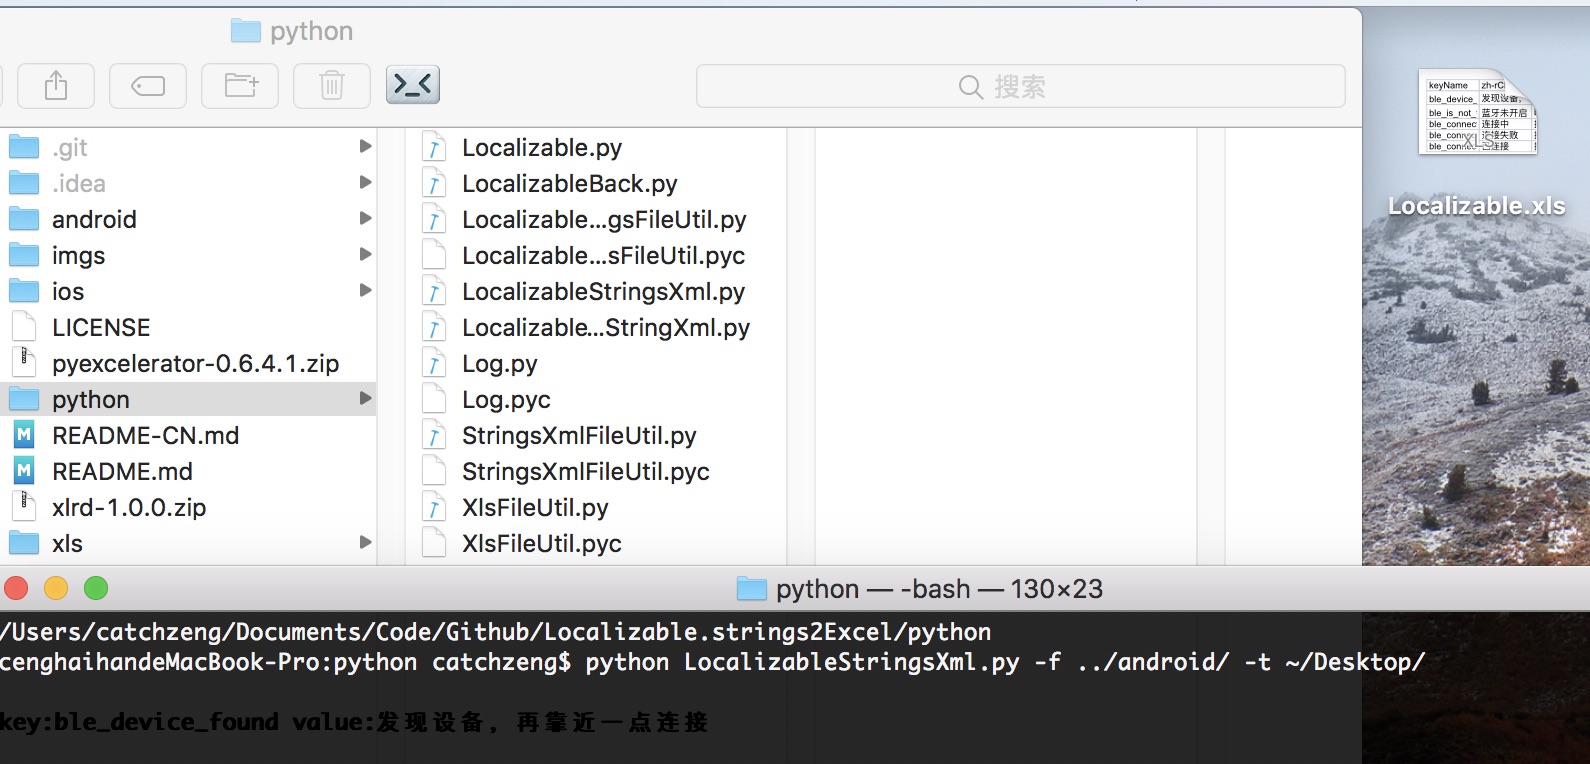 python
搜索
.git
.idea
android
imgs
ios
LICENSE
pyexcelerator-0.6.4.1.zip
python
README-CN.md
README.md
xlrd-1.0.0.zip
xls
Localizable.py
LocalizableBack.py
Localizable...gsFileUtil.py
Localizable...sFileUtil.pyc
LocalizableStringsXml.py
Localizable...StringXml.py
Log.py
Log.pyc
StringsXmlFileUtil.py
StringsXmlFileUtil.pyc
XlsFileUtil.py
XlsFileUtil.pyc
keyName zh-rC
ble_device_ 发现设备,
ble_is_not_ 蓝牙未开启
ble_connec 连接中
ble_conn 连接失败
ble_conn 连接
XLS
Localizable.xls
python — -bash — 130×23
/Users/catchzeng/Documents/Code/Github/Localizable.strings2Excel/python
cenghaihandeMacBook-Pro:python catchzeng$ python LocalizableStringsXml.py -f ../android/ -t ~/Desktop/
key:ble_device_found value:发现设备，再靠近一点连接